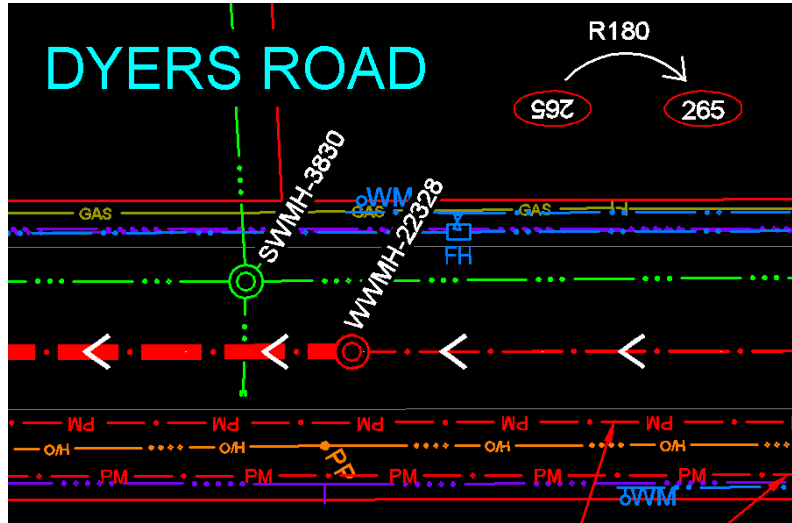 DYERS ROAD
R180
265
265
SWMH-3830
WM
GAS
GAS
GAS
FH
WWMH-22328
PM
PM
PM
PM
PM
O/H
O/H
O/H
O/H
PP
PM
PM
PM
PM
PM
WM